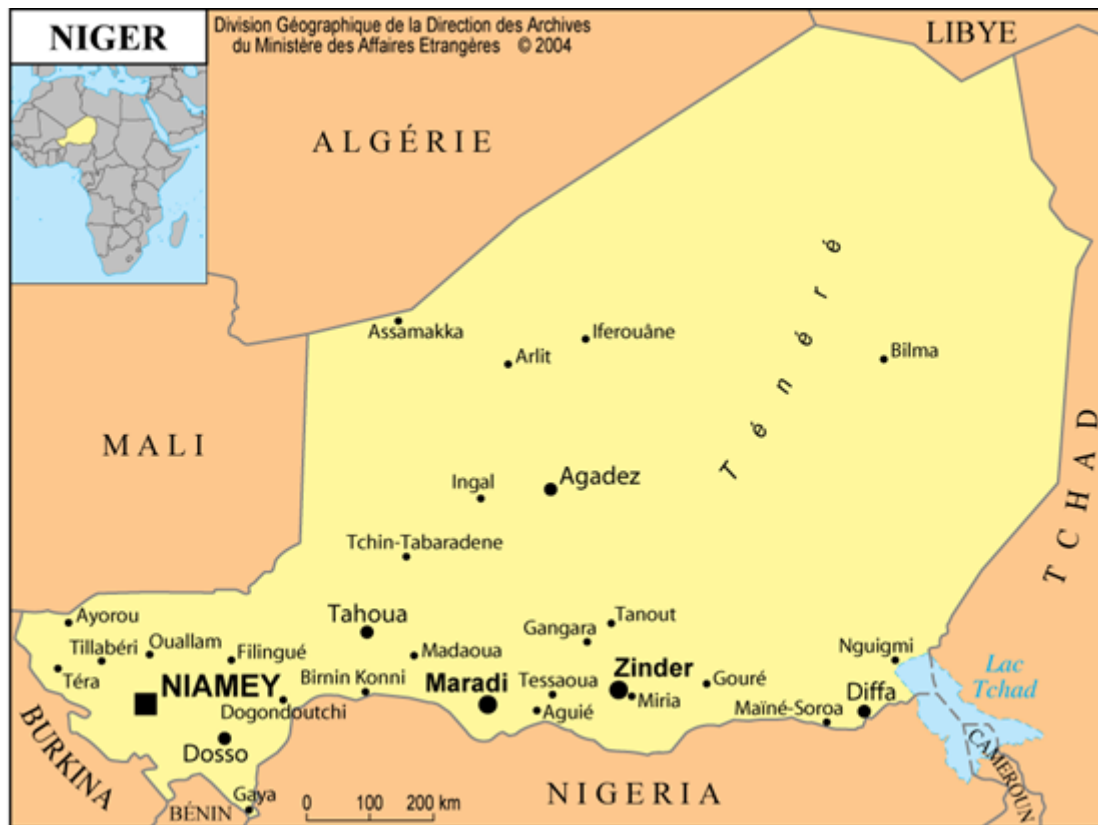 NIGER
Division Géographique de la Direction des Archives
du Ministère des Affaires Etrangères © 2004
LIBYE
ALGÉRIE
Ténéré
Assamakka
Iferouâne
Arlit
Bilma
MALI
TCHAD
Agadez
Ingal
Tchin-Tabaradene
Tahoua
Ayorou
Tanout
Gangara
Ouallam
Tillabéri
Filingué
Madaoua
Nguigmi
Téra
Birnin Konni
Zinder
Lac
Tchad
NIAMEY
Maradi
Tessaoua
Gouré
Miria
Diffa
Dogondoutchi
Aguié
Maïné-Soroa
Dosso
BURKINA
CAMEROUN
Gaya
BÉNIN
0 100 200 km
NIGERIA